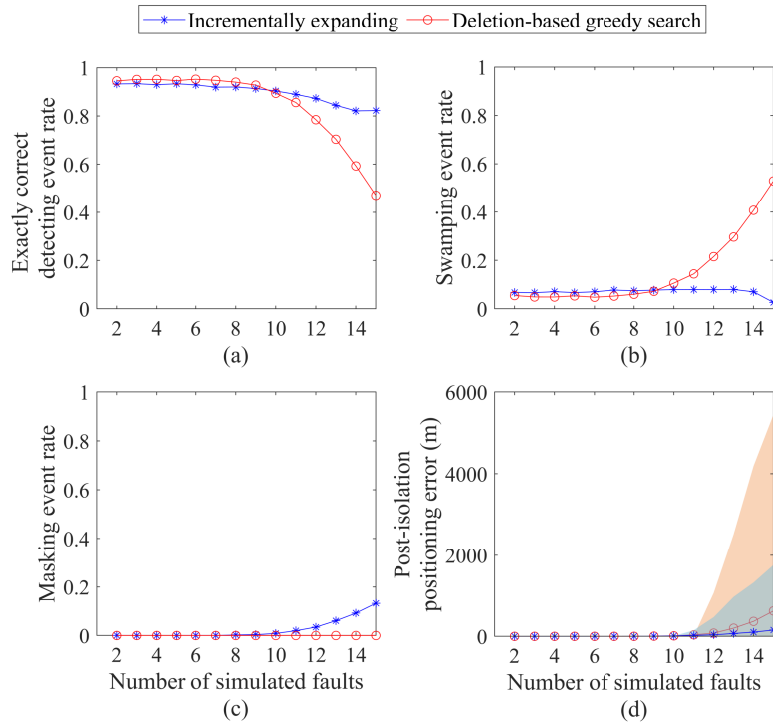 Incrementally expanding Deletion-based greedy search
1
0.8
0.6
0.4
0.2
0
Exactly correct
detecting event rate
2 4 6 8 10 12 14
(a)
1
0.8
0.6
0.4
0.2
0
Swamping event rate
2 4 6 8 10 12 14
(b)
1
0.8
0.6
0.4
0.2
0
Masking event rate
2 4 6 8 10 12 14
Number of simulated faults
(c)
6000
4000
2000
0
Post-isolation
positioning error (m)
2 4 6 8 10 12 14
Number of simulated faults
(d)